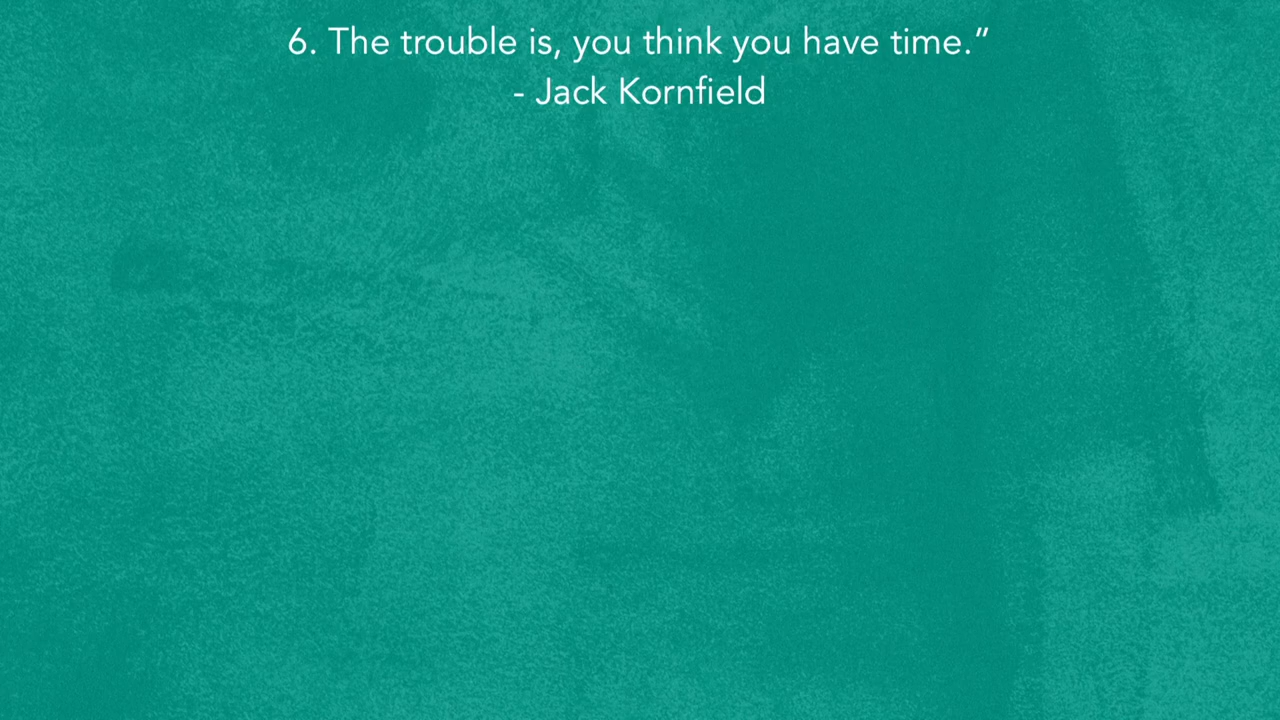 6. The trouble is, you think you have time.”
- Jack Kornfield